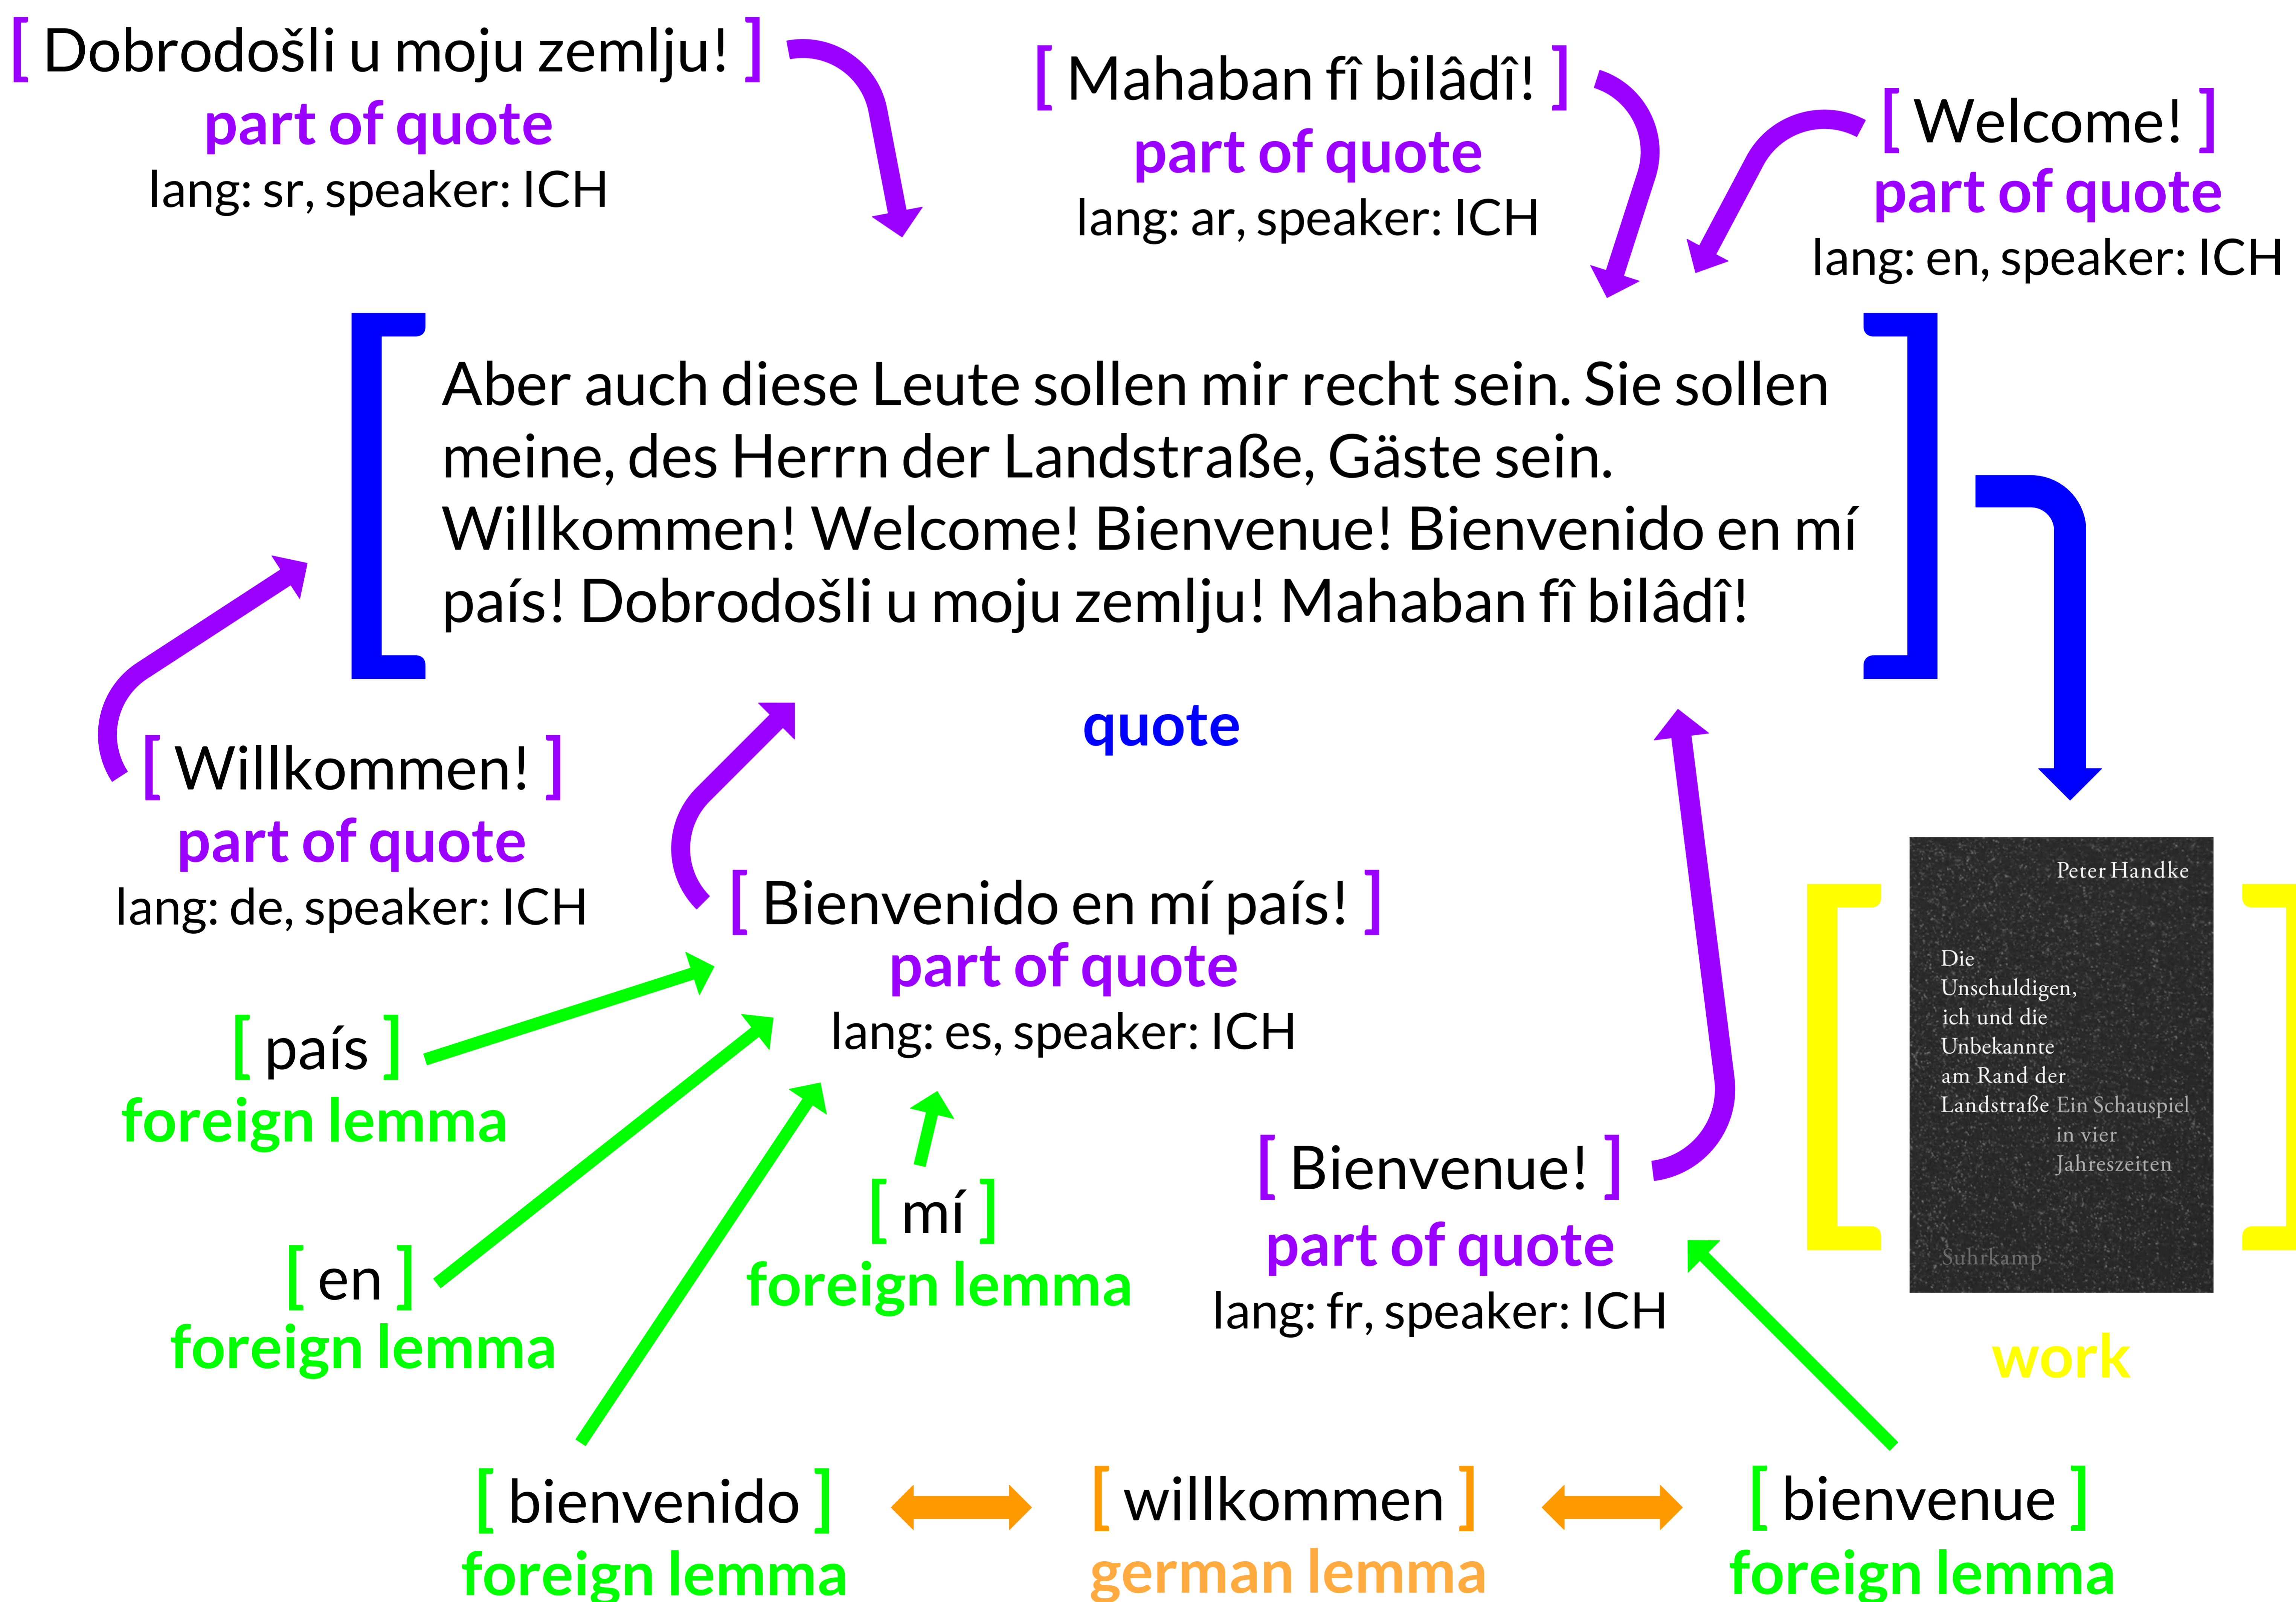 [ Dobrodošli u moju zemlju! ]
part of quote
lang: sr, speaker: ICH
[ Mahaban fî bilâdî! ]
part of quote
lang: ar, speaker: ICH
[ Welcome! ]
part of quote
lang: en, speaker: ICH
Aber auch diese Leute sollen mir recht sein. Sie sollen
meine, des Herrn der Landstraße, Gäste sein.
Willkommen! Welcome! Bienvenue! Bienvenido en mí
país! Dobrodošli u moju zemlju! Mahaban fî bilâdî!
quote
[ Willkommen! ]
part of quote
lang: de, speaker: ICH
[ Bienvenido en mí país! ]
part of quote
lang: es, speaker: ICH
[ país ]
foreign lemma
[ en ]
foreign lemma
[ mí ]
foreign lemma
[ Bienvenue! ]
part of quote
lang: fr, speaker: ICH
Peter Handke
Die
Unschuldigen,
ich und die
Unbekannte
am Rand der
Landstraße Ein Schauspiel
in vier
Jahreszeiten
Suhrkamp
work
[ bienvenido ]
foreign lemma
[ willkommen ]
german lemma
[ bienvenue ]
foreign lemma